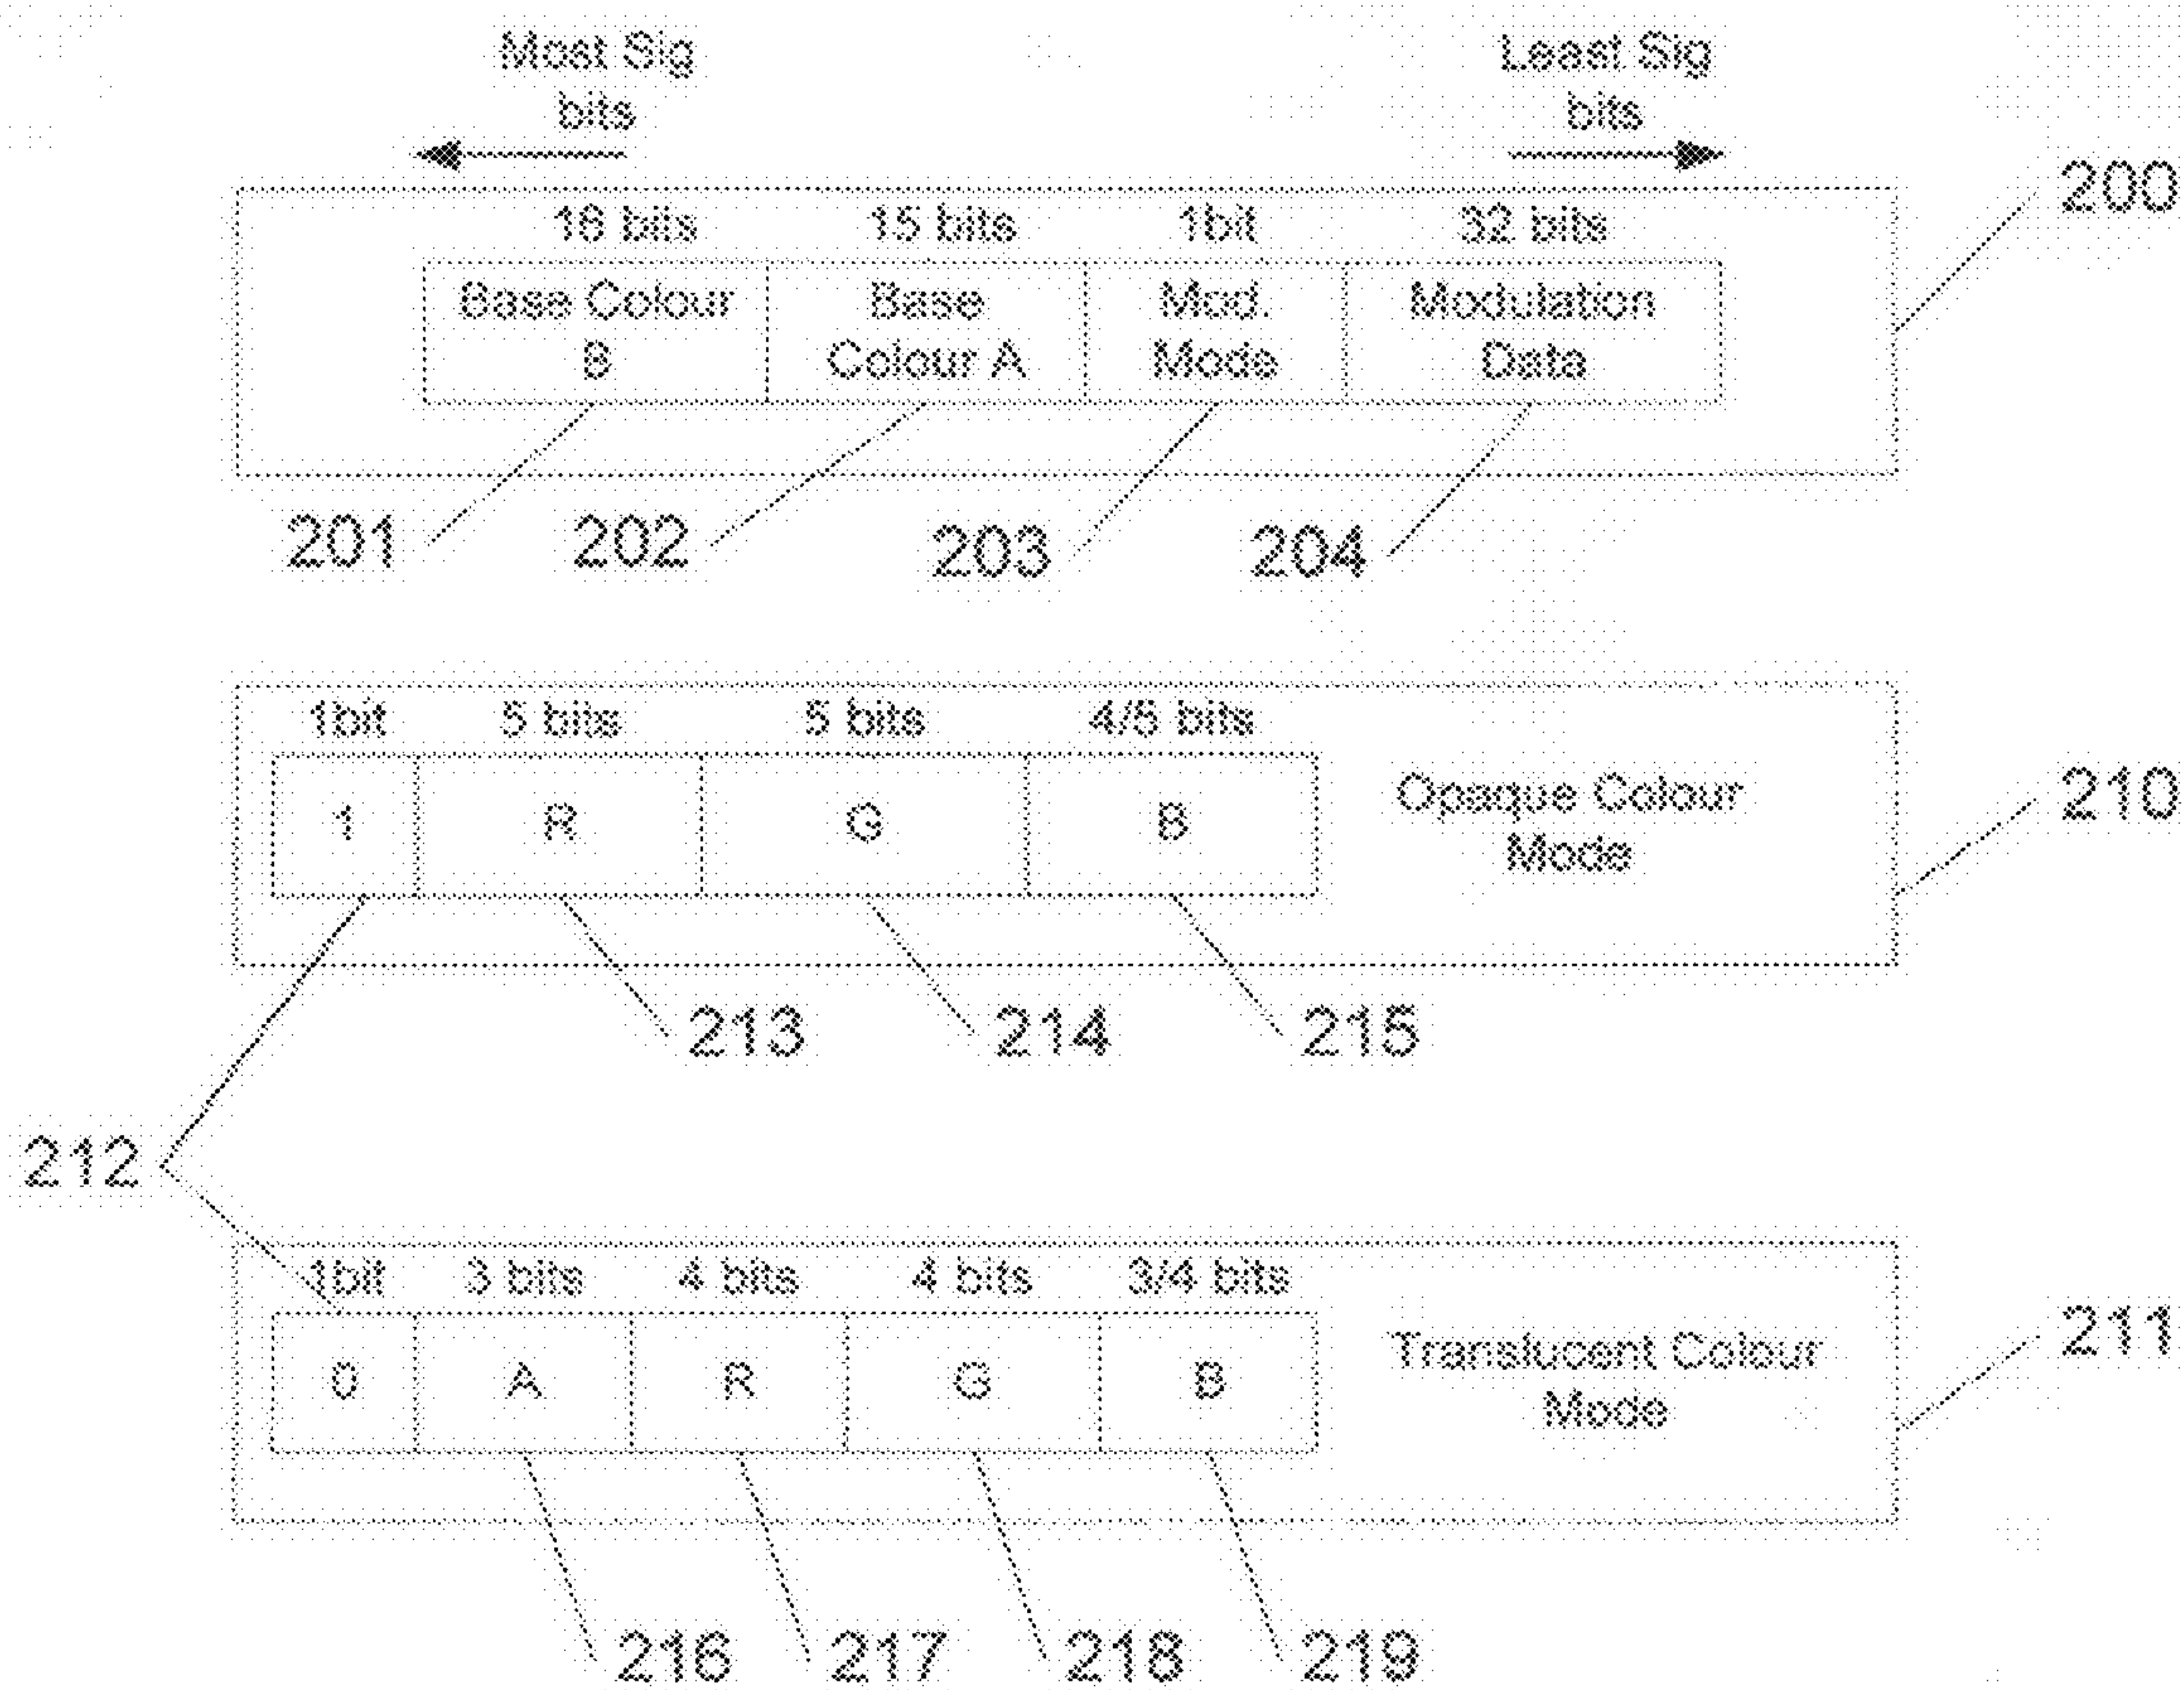 Most Sig
bits
Least Sig
bits
200
16 bits 15 bits 1bit 32 bits
Base Colour
B
Base
Colour A
Mod.
Mode
Modulation
Data
201 202 203 204
1bit 5 bits 5 bits 4/5 bits
1 R G B
Opaque Colour
Mode
210
213 214 215
212
1bit 3 bits 4 bits 4 bits 3/4 bits
0 A R G B
Translucent Colour
Mode
211
216 217 218 219